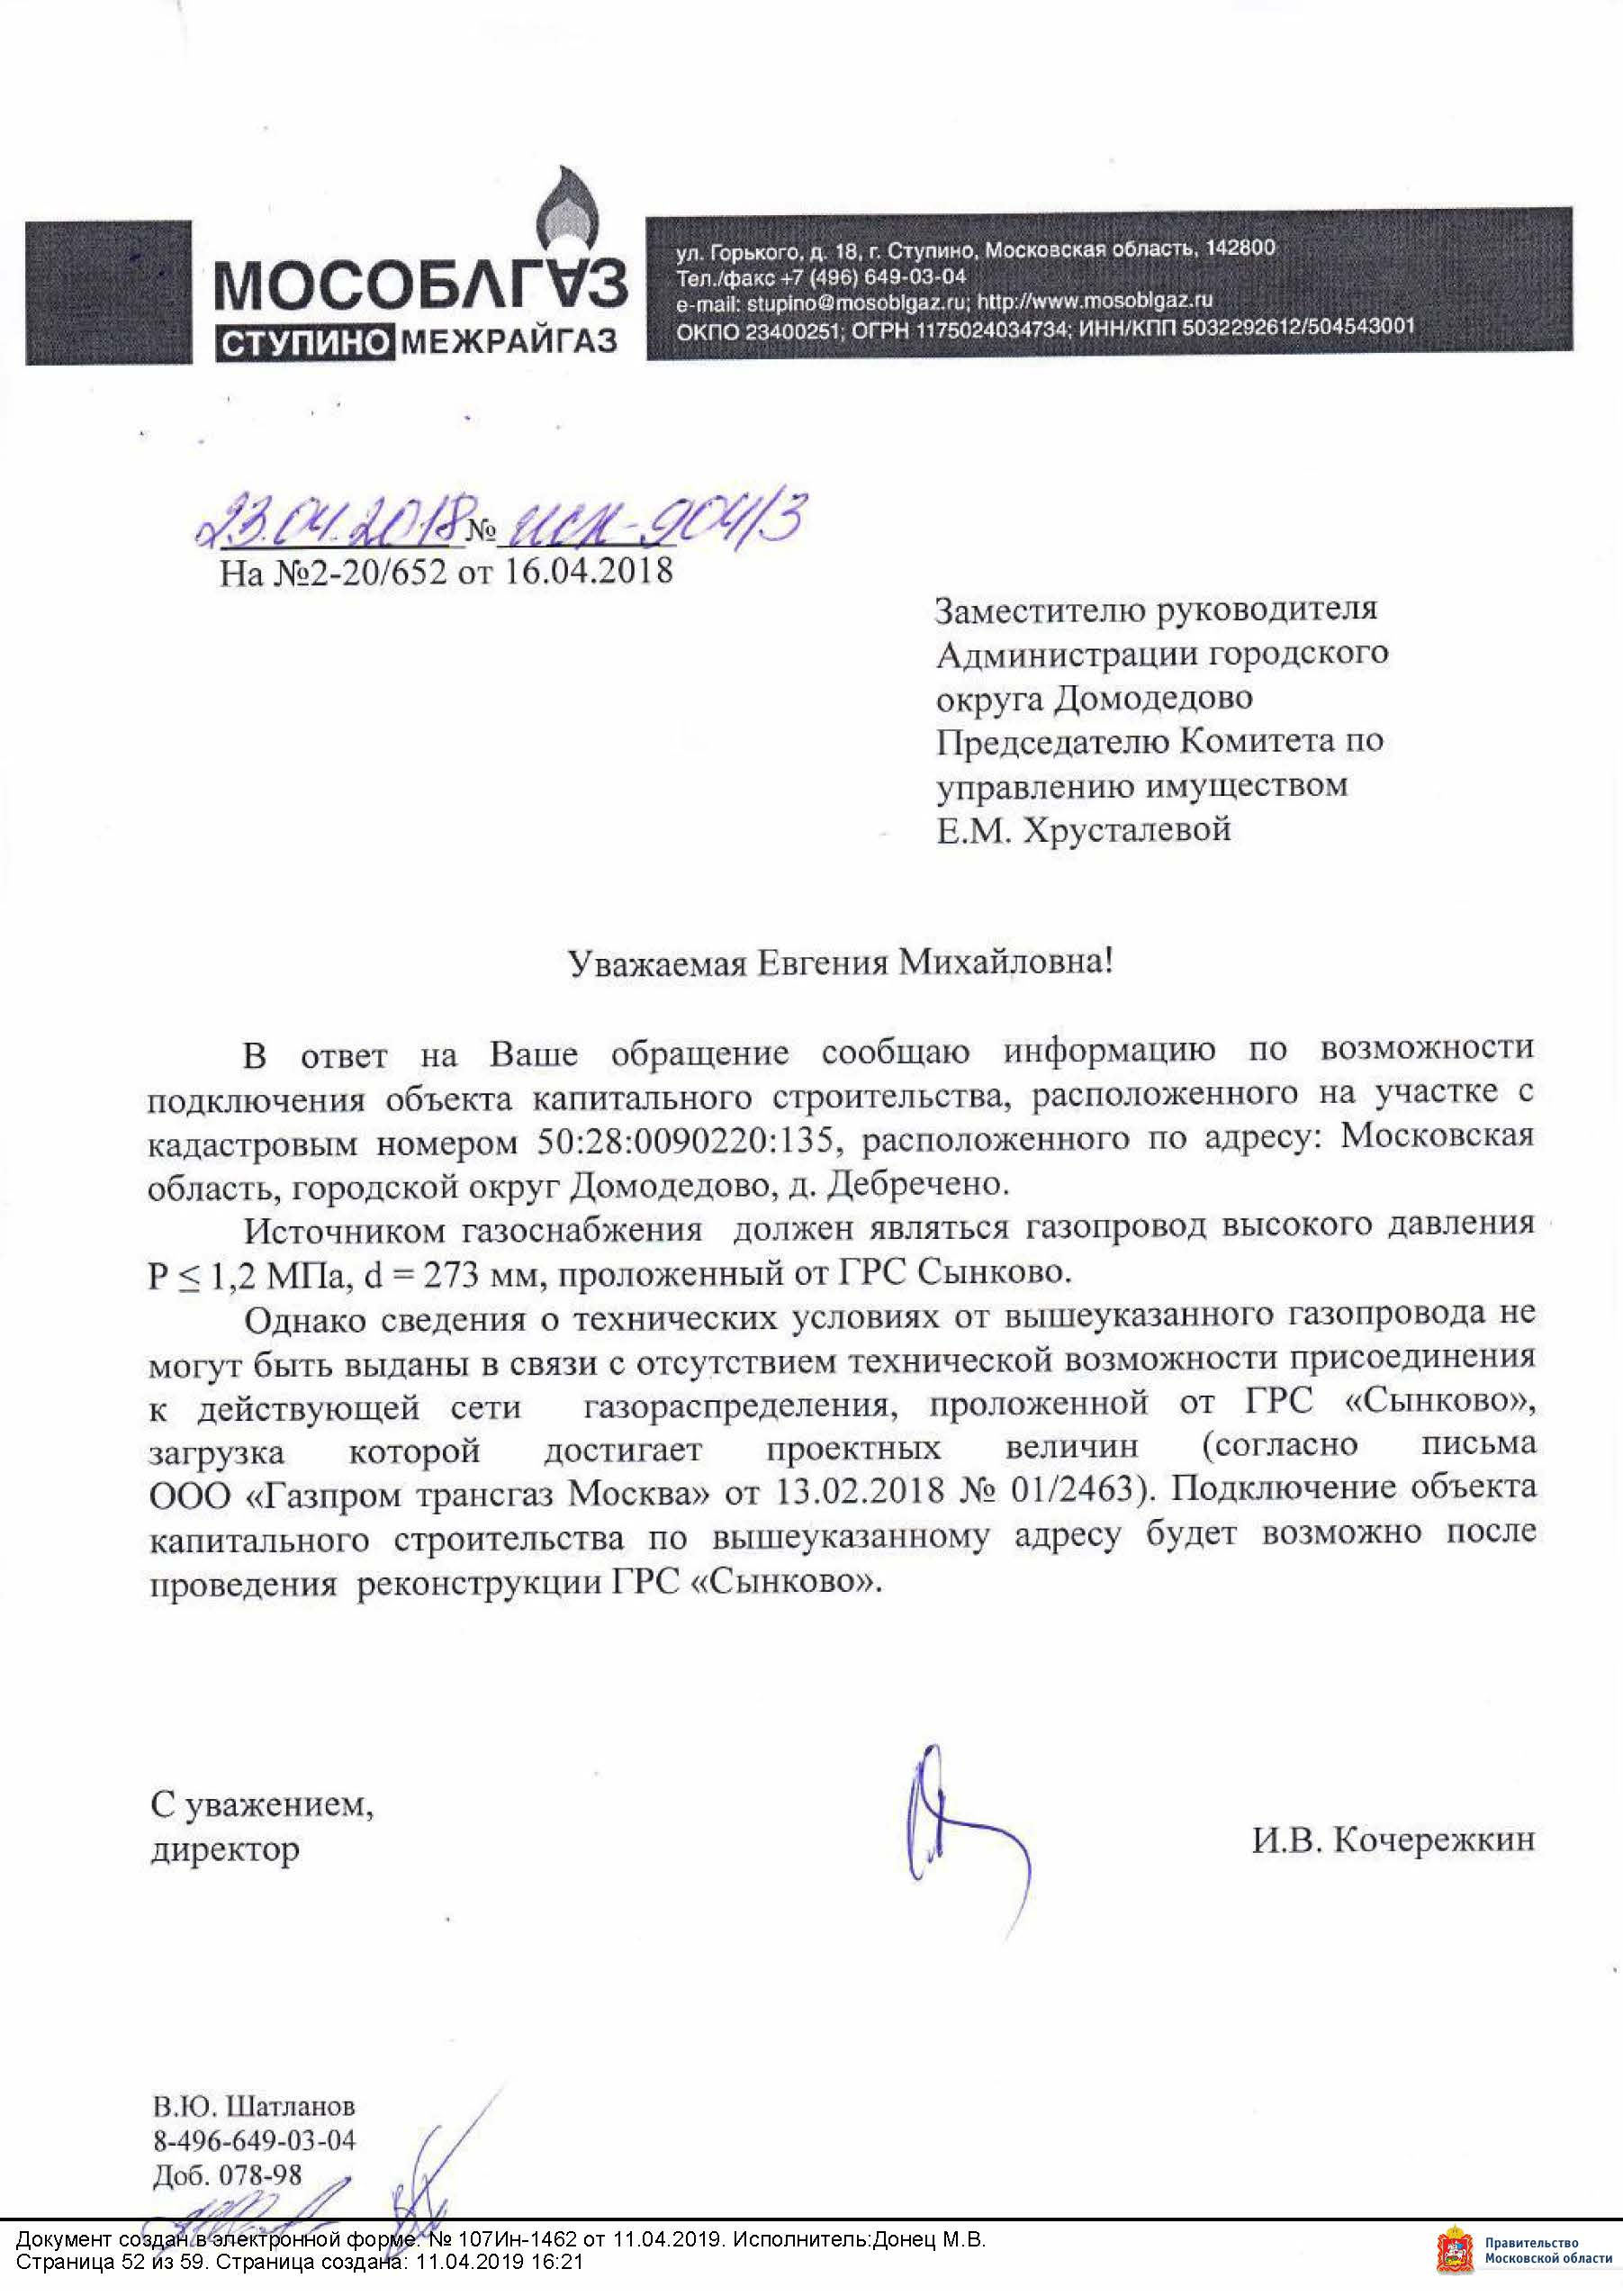 МОСОБЛГАЗ
СТУПИНО МЕЖРАЙГАЗ
ул. Горького, д. 18, г. Ступино, Московская область, 142800
Тел./факс +7 (496) 649-03-04
e-mail: stupino@mosoblgaz.ru; http://www.mosoblgaz.ru
ОКПО 23400251; ОГРН 1175024034734; ИНН/КПП 5032292612/504543001
23.04.2018 № исх-904/3
На №2-20/652 от 16.04.2018
Заместителю руководителя
Администрации городского
округа Домодедово
Председателю Комитета по
управлению имуществом
Е.М. Хрусталевой
Уважаемая Евгения Михайловна!
В ответ на Ваше обращение сообщаю информацию по возможности
подключения объекта капитального строительства, расположенного на участке с
кадастровым номером 50:28:0090220:135, расположенного по адресу: Московская
область, городской округ Домодедово, д. Дебречено.
Источником газоснабжения должен являться газопровод высокого давления
P ≤ 1,2 МПа, d = 273 мм, проложенный от ГРС Сынково.
Однако сведения о технических условиях от вышеуказанного газопровода не
могут быть выданы в связи с отсутствием технической возможности присоединения
к действующей сети газораспределения, проложенной от ГРС «Сынково»,
загрузка которой достигает проектных величин (согласно письма
ООО «Газпром трансгаз Москва» от 13.02.2018 № 01/2463). Подключение объекта
капитального строительства по вышеуказанному адресу будет возможно после
проведения реконструкции ГРС «Сынково».
С уважением,
директор
И.В. Кочережкин
В.Ю. Шатланов
8-496-649-03-04
Доб. 078-98
Документ создан в электронной форме. № 107Ин-1462 от 11.04.2019. Исполнитель:Донец М.В.
Страница 52 из 59. Страница создана: 11.04.2019 16:21
Правительство
Московской области